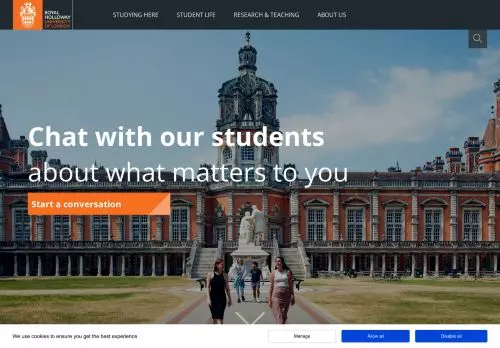 ROYAL
HOLLOWAY
UNIVERSITY
OF LONDON
STUDYING HERE
STUDENT LIFE
RESEARCH & TEACHING
ABOUT US
Chat with our students
about what matters to you
Start a conversation
We use cookies to ensure you get the best experience
Manage
Allow all
Disable all